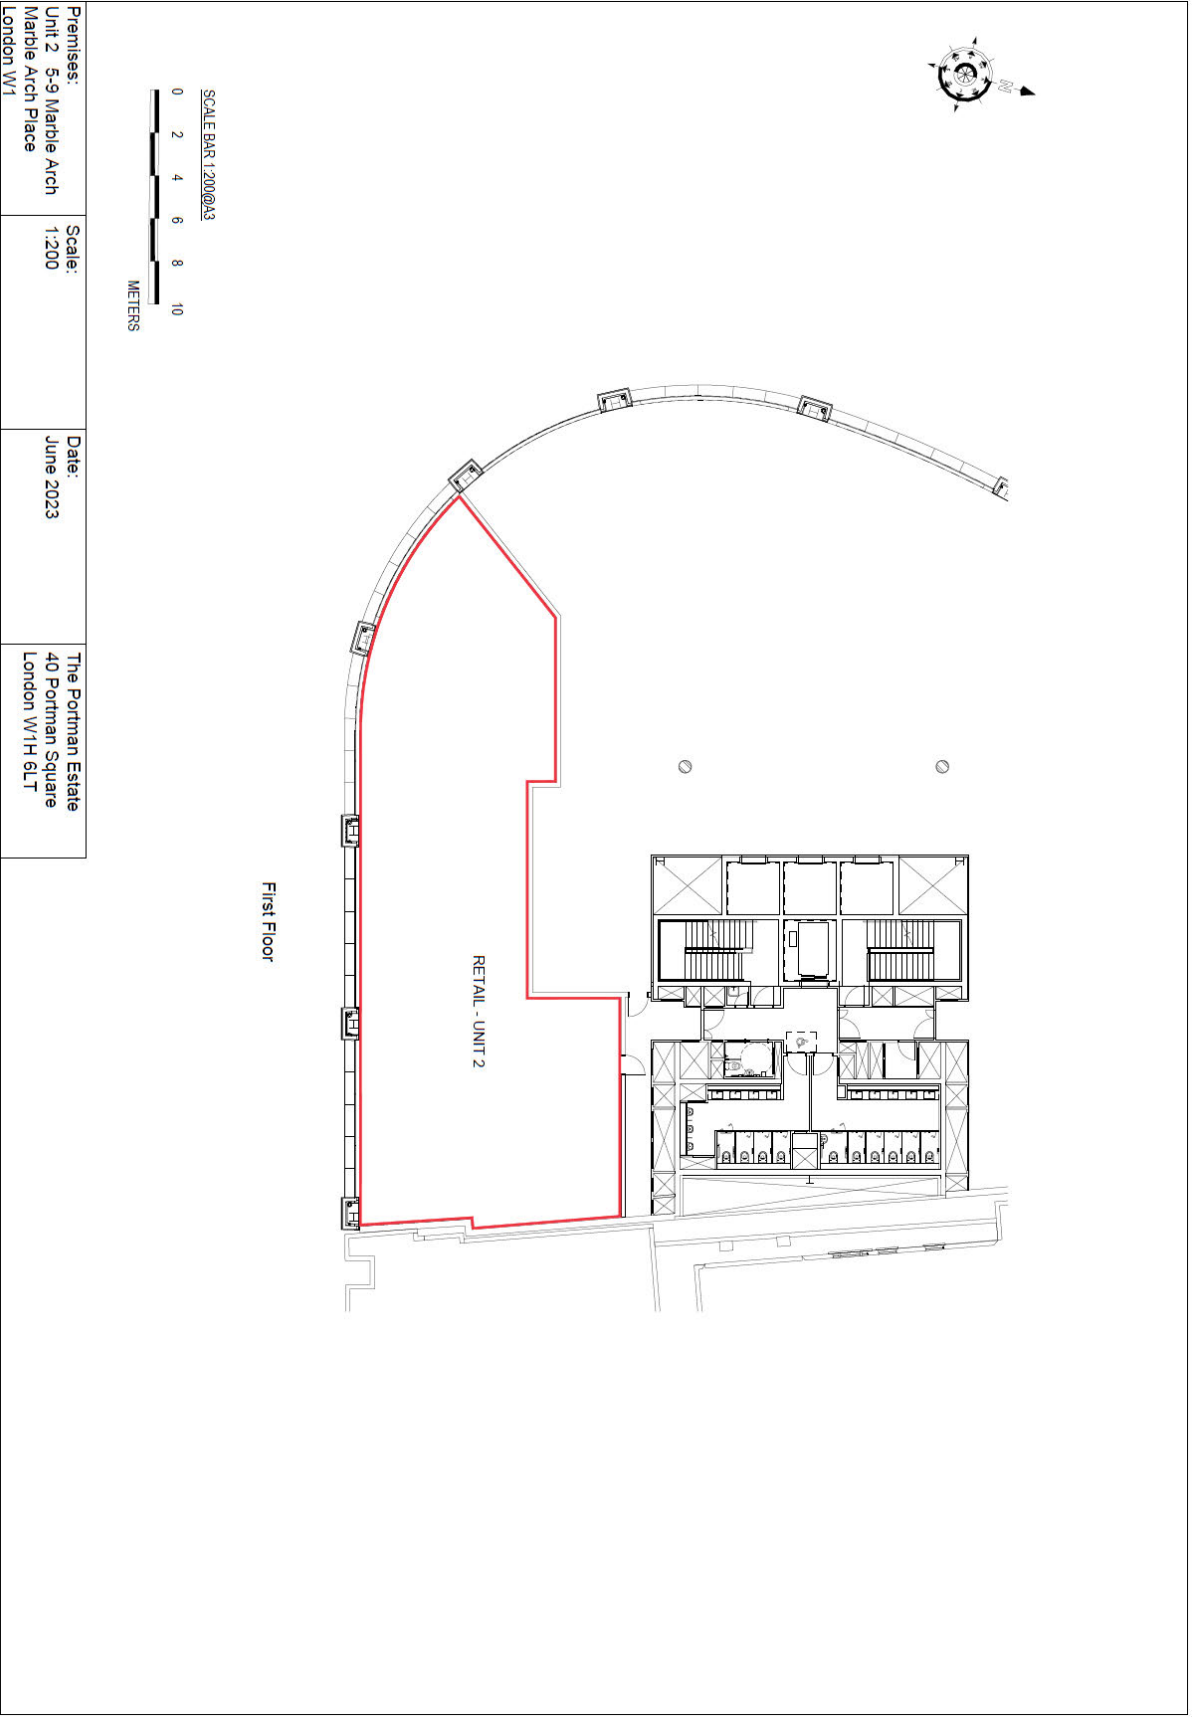 N
SCALE BAR 1:200@A3
0 2 4 6 8 10
METERS
RETAIL - UNIT 2
First Floor
Premises:
Unit 2 5-9 Marble Arch
Marble Arch Place
London W1
Scale:
1:200
Date:
June 2023
The Portman Estate
40 Portman Square
London W1H 6LT